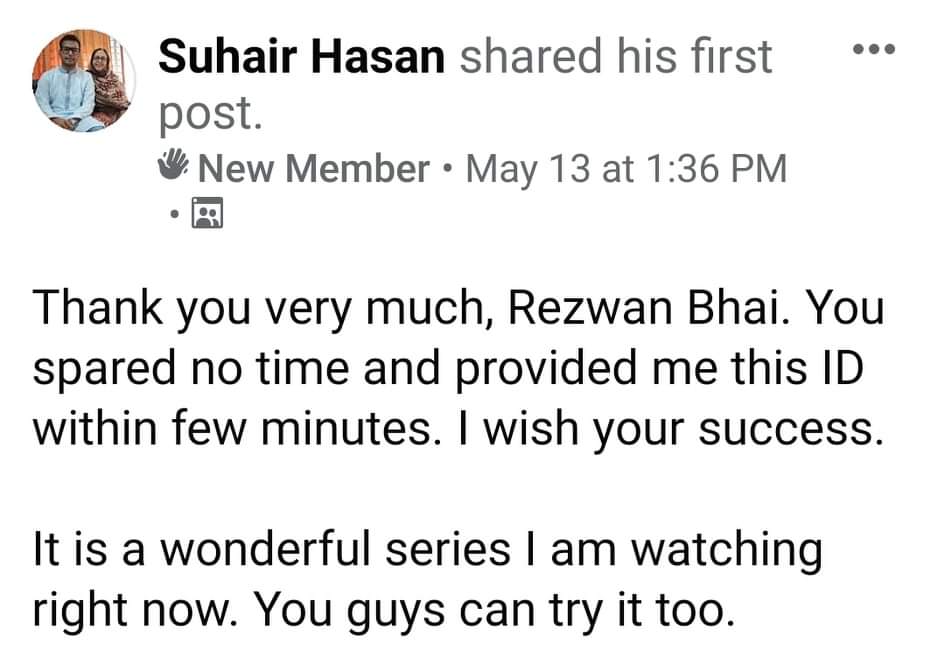 Suhair Hasan shared his first
post.
New Member • May 13 at 1:36 PM
•
Thank you very much, Rezwan Bhai. You
spared no time and provided me this ID
within few minutes. I wish your success.
It is a wonderful series I am watching
right now. You guys can try it too.